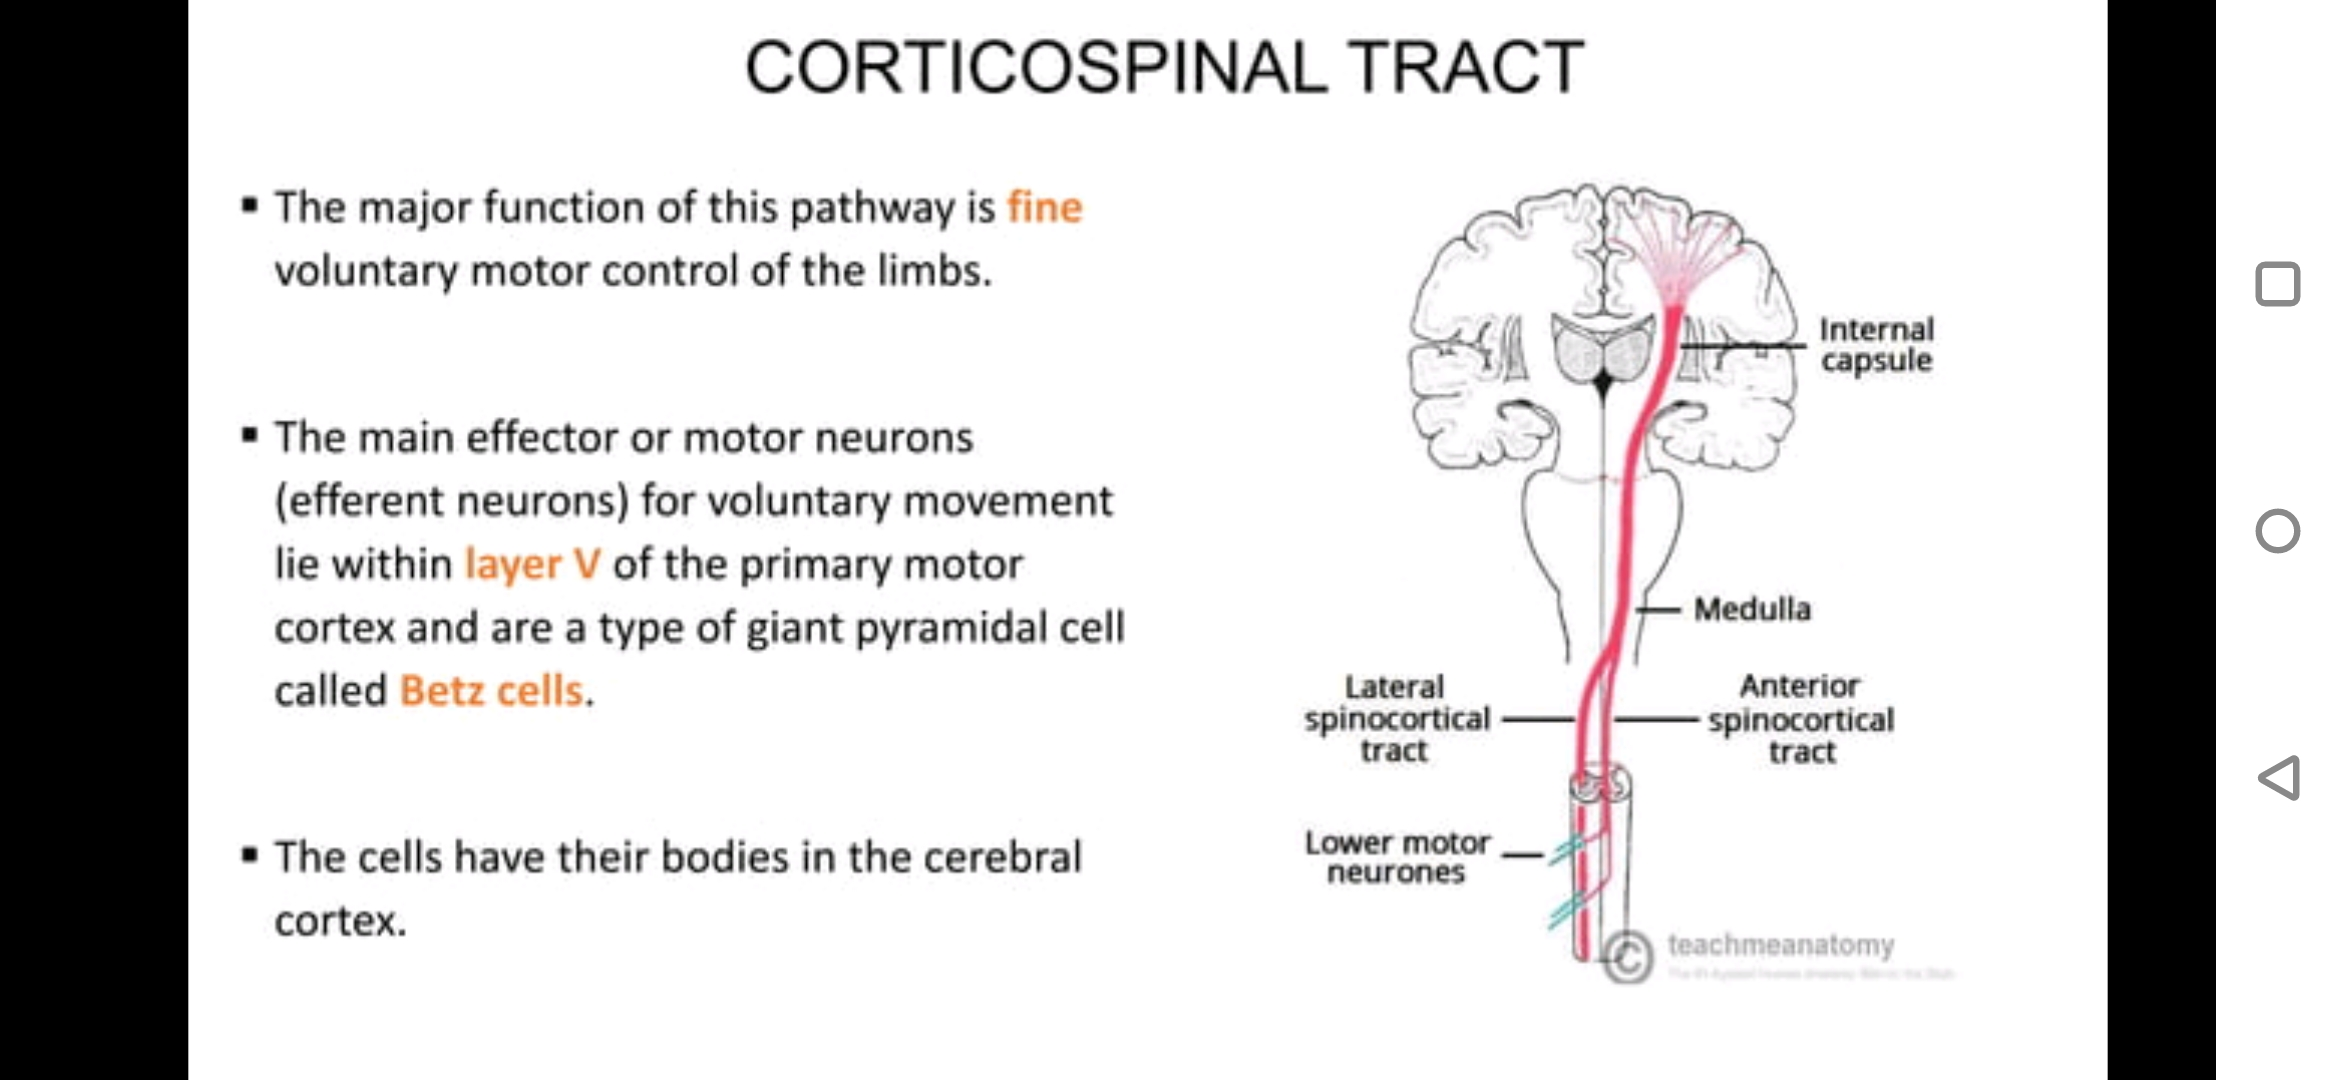 CORTICOSPINAL TRACT
▪ The major function of this pathway is fine
voluntary motor control of the limbs.
▪ The main effector or motor neurons
(efferent neurons) for voluntary movement
lie within layer V of the primary motor
cortex and are a type of giant pyramidal cell
called Betz cells.
▪ The cells have their bodies in the cerebral
cortex.
Internal
capsule
Medulla
Lateral
spinocortical
tract
Anterior
spinocortical
tract
Lower motor
neurones
© teachmeanatomy